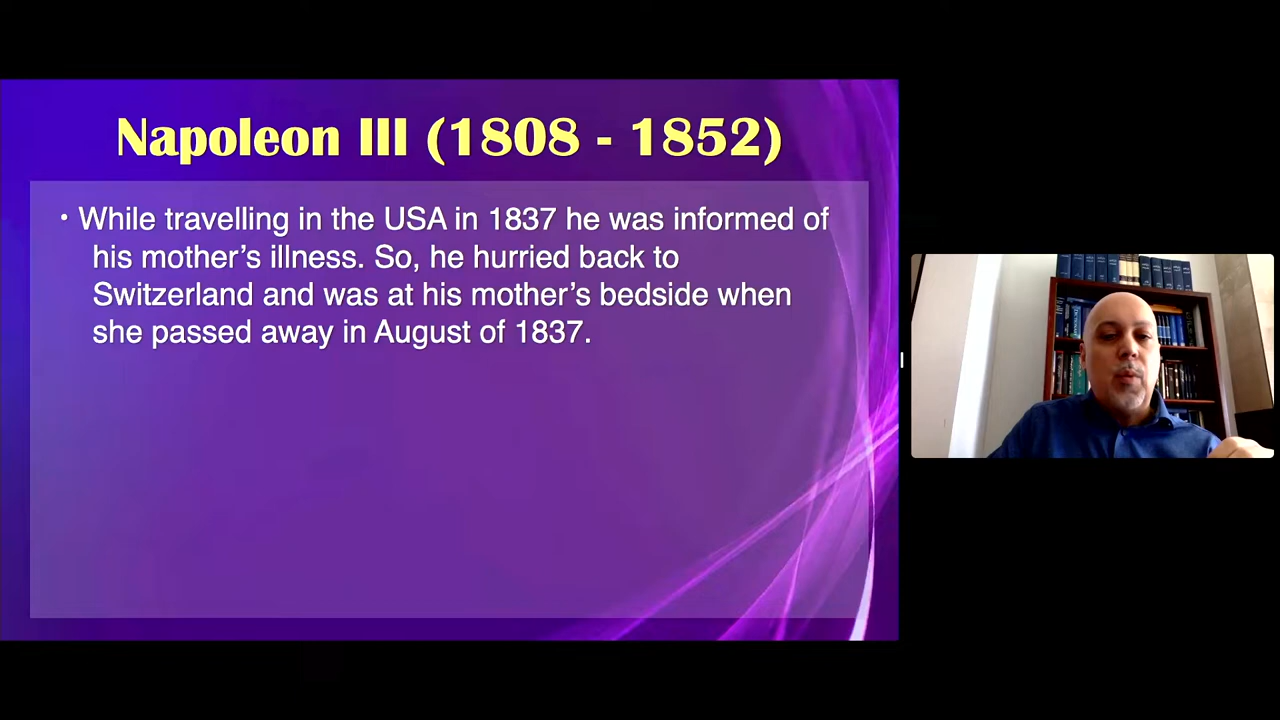 Napoleon III (1808 - 1852)
• While travelling in the USA in 1837 he was informed of
his mother’s illness. So, he hurried back to
Switzerland and was at his mother’s bedside when
she passed away in August of 1837.